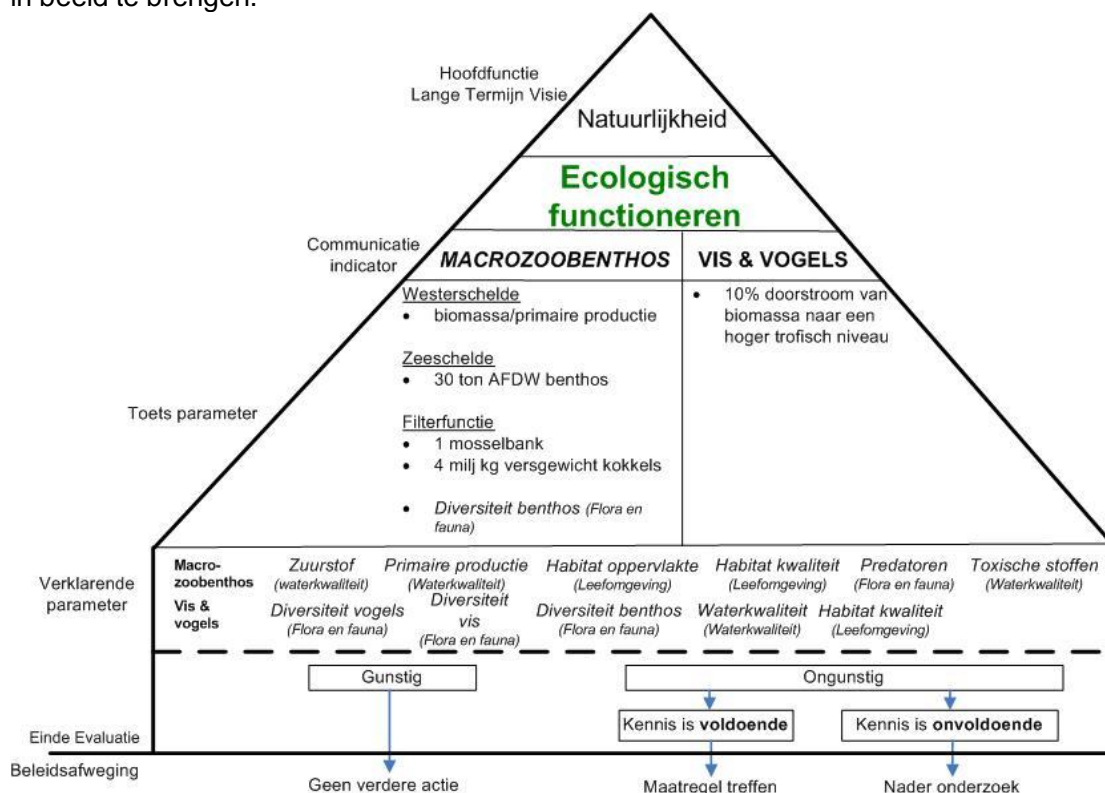 in beeld te brengen.
Hoofdfunctie
Lange Termijn Visie
Natuurlijkheid
Ecologisch
functioneren
Communicatie
indicator
MACROZOOBENTHOS
VIS & VOGELS
Westerschelde
• biomassa/primaire productie
Zeeschelde
• 30 ton AFDW benthos
Filterfunctie
• 1 mosselbank
• 4 milj kg versgewicht kokkels
• Diversiteit benthos (Flora en
fauna)
• 10% doorstroom van
biomassa naar een
hoger trofisch niveau
Toets parameter
Verklarende
parameter
Macro-
zoobenthos
Zuurstof
(waterkwaliteit)
Primaire productie
(Waterkwaliteit)
Habitat oppervlakte
(Leefomgeving)
Habitat kwaliteit
(Leefomgeving)
Predatoren
(Flora en fauna)
Toxische stoffen
(Waterkwaliteit)
Vis &
vogels
Diversiteit vogels
(Flora en fauna)
Diversiteit
vis
(Flora en fauna)
Diversiteit benthos
(Flora en fauna)
Waterkwaliteit
(Waterkwaliteit)
Habitat kwaliteit
(Leefomgeving)
Gunstig
Ongunstig
Kennis is voldoende
Kennis is onvoldoende
Einde Evaluatie
Beleidsafweging
Geen verdere actie
Maatregel treffen
Nader onderzoek